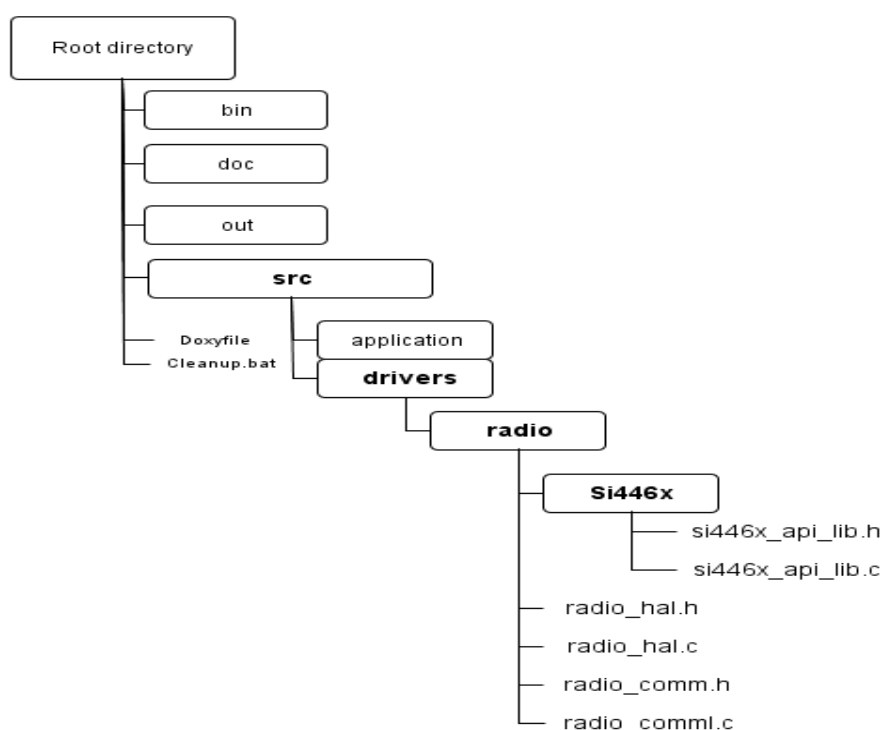 Root directory
bin
doc
out
src
Doxyfile
Cleanup.bat
application
drivers
radio
Si446x
si446x_api_lib.h
si446x_api_lib.c
radio_hal.h
radio_hal.c
radio_comm.h
radio_comml.c